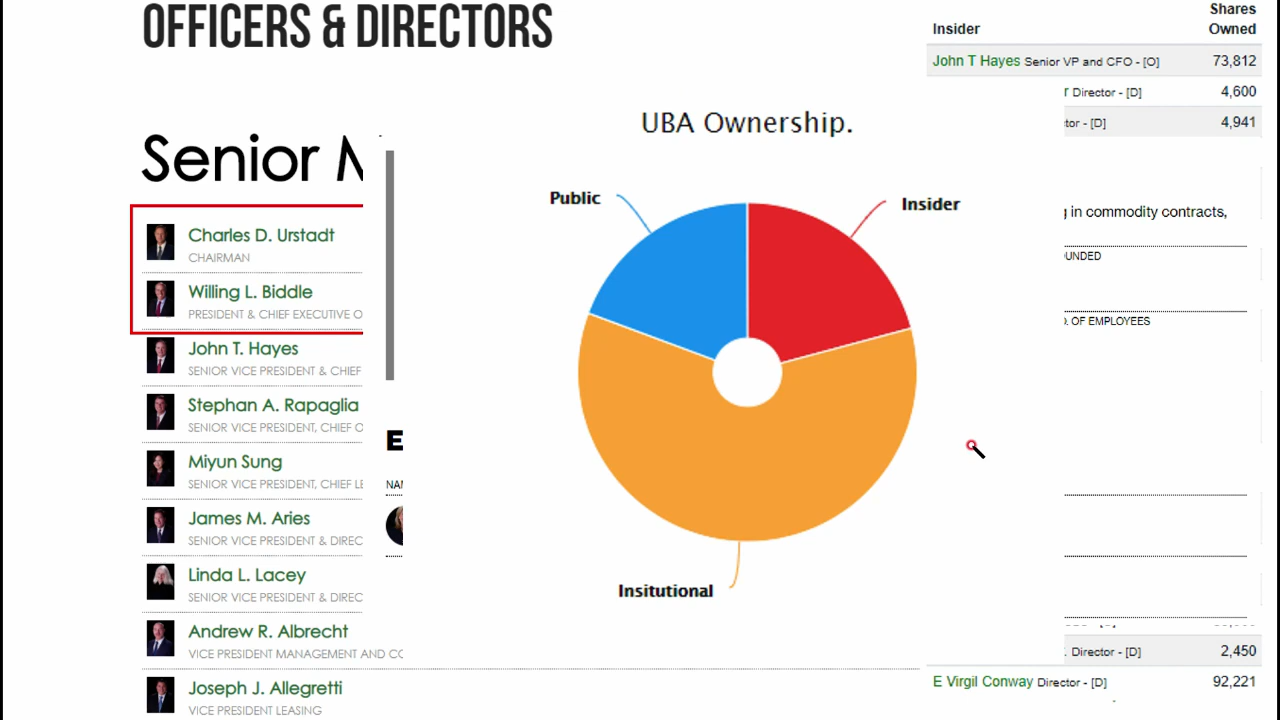 OFFICERS & DIRECTORS
Senior
Charles D. Urstadt
CHAIRMAN
Willing L. Biddle
PRESIDENT & CHIEF EXECUTIVE O
John T. Hayes
SENIOR VICE PRESIDENT & CHIEF
Stephan A. Rapaglia
SENIOR VICE PRESIDENT, CHIEF O
Miyun Sung
SENIOR VICE PRESIDENT, CHIEF LE
James M. Aries
SENIOR VICE PRESIDENT & DIREC
Linda L. Lacey
SENIOR VICE PRESIDENT & DIREC
Andrew R. Albrecht
VICE PRESIDENT MANAGEMENT AND CO
Joseph J. Allegretti
VICE PRESIDENT LEASING
E
NAM
UBA Ownership.
Public
Insider
Insitutional
Shares
Insider Owned
John T Hayes Senior VP and CFO - [O] 73,812
r Director - [D] 4,600
tor - [D] 4,941
g in commodity contracts,
UNDED
. OF EMPLOYEES
Director - [D] 2,450
E Virgil Conway Director - [D] 92,221